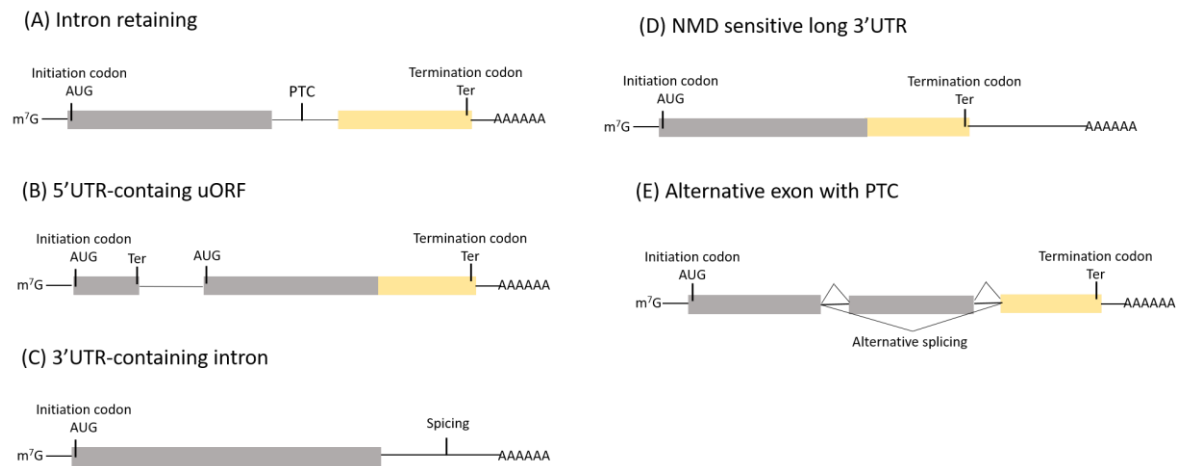 (A) Intron retaining
Initiation codon
AUG
PTC
Termination codon
Ter
m⁷G
AAAAAA
(B) 5’UTR-containg uORF
Initiation codon
AUG
Ter
AUG
Termination codon
Ter
m⁷G
AAAAAA
(C) 3’UTR-containing intron
Initiation codon
AUG
Spicing
m⁷G
AAAAAA
(D) NMD sensitive long 3’UTR
Initiation codon
AUG
Termination codon
Ter
m⁷G
AAAAAA
(E) Alternative exon with PTC
Initiation codon
AUG
Termination codon
Ter
m⁷G
AAAAAA
Alternative splicing